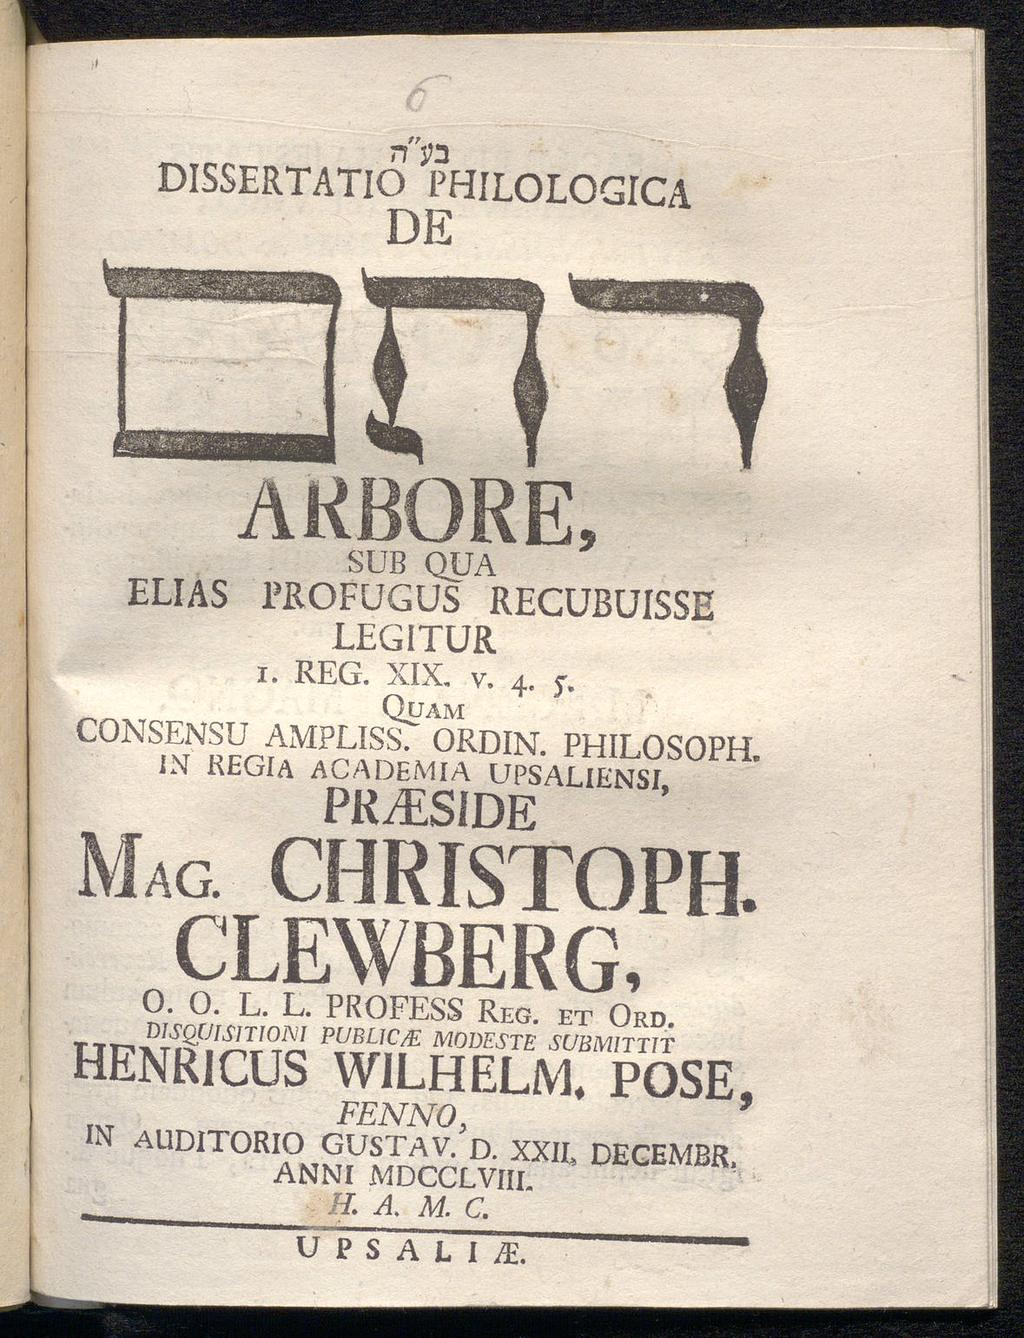 6
בע״ה
DISSERTATIO PHILOLOGICA
DE
רתם
ARBORE,
SUB QUA
ELIAS PROFUGUS RECUBUISSE
LEGITUR
1. REG. XIX. v. 4. 5.
QUAM
CONSENSU AMPLISS. ORDIN. PHILOSOPH.
IN REGIA ACADEMIA UPSALIENSI,
PRÆSIDE
MAG. CHRISTOPH.
CLEWBERG,
O. O. L. L. PROFESS REG. ET ORD.
DISQUISITIONI PUBLICÆ MODESTE SUBMITTIT
HENRICUS WILHELM. POSE,
FENNO,
IN AUDITORIO GUSTAV. D. XXII, DECEMBR.
ANNI MDCCLVIII.
H. A. M. C.
UPSALIÆ.